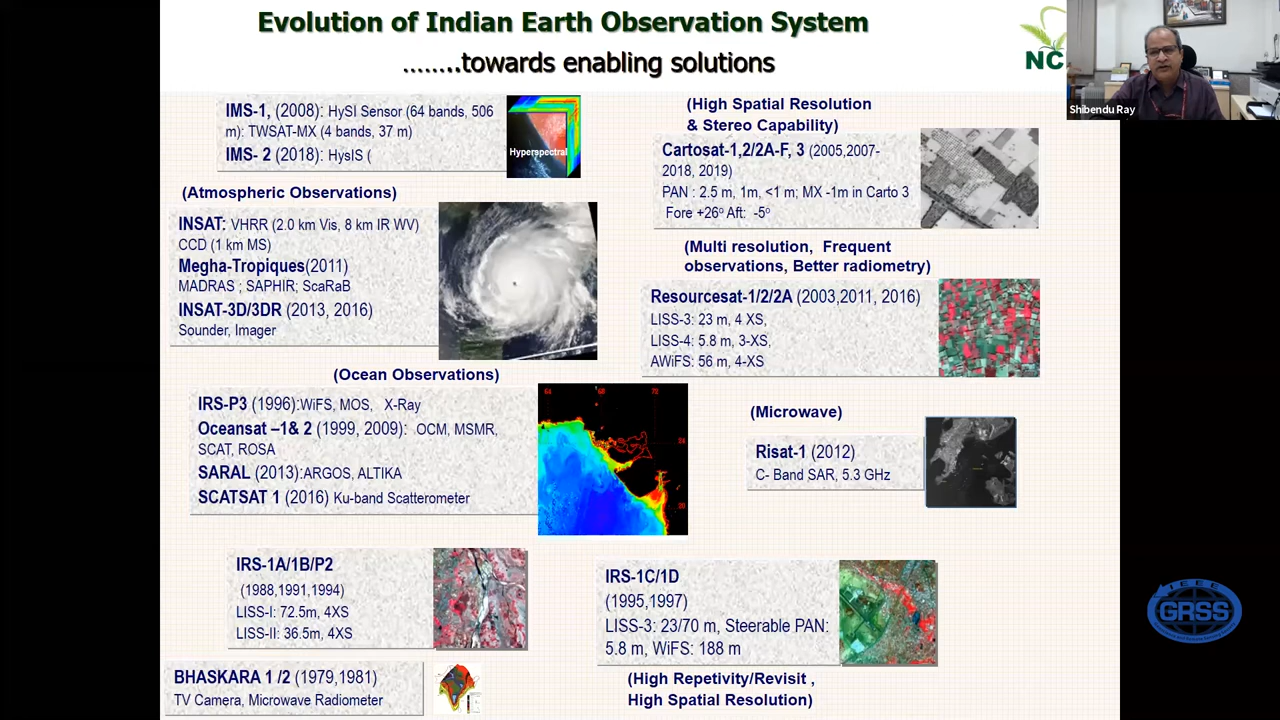 Evolution of Indian Earth Observation System
……..towards enabling solutions
NC
Shibendu Ray
IMS-1, (2008): HySI Sensor (64 bands, 506
m): TWSAT-MX (4 bands, 37 m)
IMS- 2 (2018): HysIS (
Hyperspectral
(Atmospheric Observations)
INSAT: VHRR (2.0 km Vis, 8 km IR WV)
CCD (1 km MS)
Megha-Tropiques(2011)
MADRAS ; SAPHIR; ScaRaB
INSAT-3D/3DR (2013, 2016)
Sounder, Imager
(Ocean Observations)
IRS-P3 (1996):WiFS, MOS, X-Ray
Oceansat –1& 2 (1999, 2009): OCM, MSMR,
SCAT, ROSA
SARAL (2013):ARGOS, ALTIKA
SCATSAT 1 (2016) Ku-band Scatterometer
IRS-1A/1B/P2
(1988,1991,1994)
LISS-I: 72.5m, 4XS
LISS-II: 36.5m, 4XS
BHASKARA 1 /2 (1979,1981)
TV Camera, Microwave Radiometer
(High Spatial Resolution
& Stereo Capability)
Cartosat-1,2/2A-F, 3 (2005,2007-
2018, 2019)
PAN : 2.5 m, 1m, <1 m; MX -1m in Carto 3
Fore +26º Aft: -5º
(Multi resolution, Frequent
observations, Better radiometry)
Resourcesat-1/2/2A (2003,2011, 2016)
LISS-3: 23 m, 4 XS,
LISS-4: 5.8 m, 3-XS,
AWiFS: 56 m, 4-XS
(Microwave)
Risat-1 (2012)
C- Band SAR, 5.3 GHz
IRS-1C/1D
(1995,1997)
LISS-3: 23/70 m, Steerable PAN:
5.8 m, WiFS: 188 m
(High Repetivity/Revisit ,
High Spatial Resolution)
IEEE
GRSS